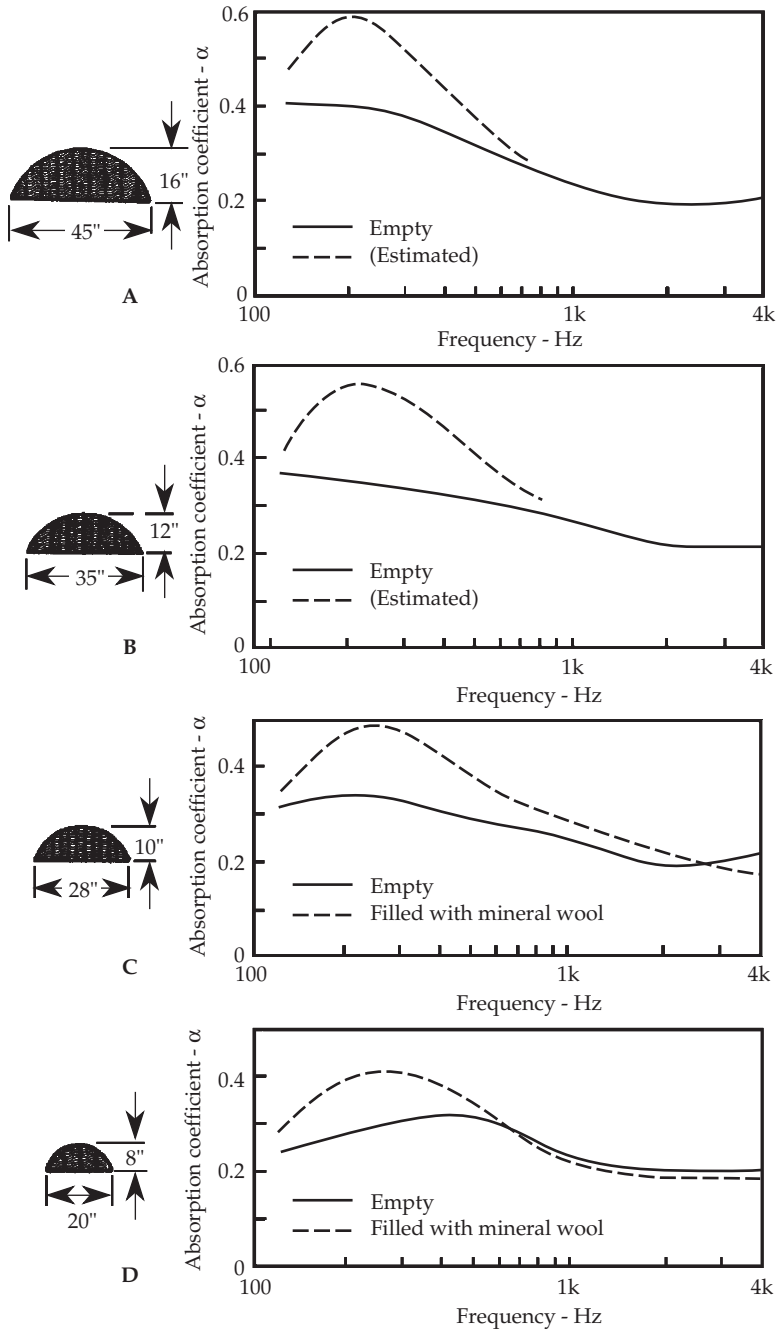 0.6
Absorption coefficient - α
0.4
16"
0.2
45"
Empty
(Estimated)
A
0
100
1k
4k
Frequency - Hz
0.6
Absorption coefficient - α
0.4
12"
0.2
35"
Empty
(Estimated)
B
0
100
1k
4k
Frequency - Hz
Absorption coefficient - α
0.4
10"
0.2
28"
Empty
Filled with mineral wool
C
0
100
1k
4k
Frequency - Hz
Absorption coefficient - α
0.4
8"
0.2
20"
Empty
Filled with mineral wool
D
0
100
1k
4k
Frequency - Hz